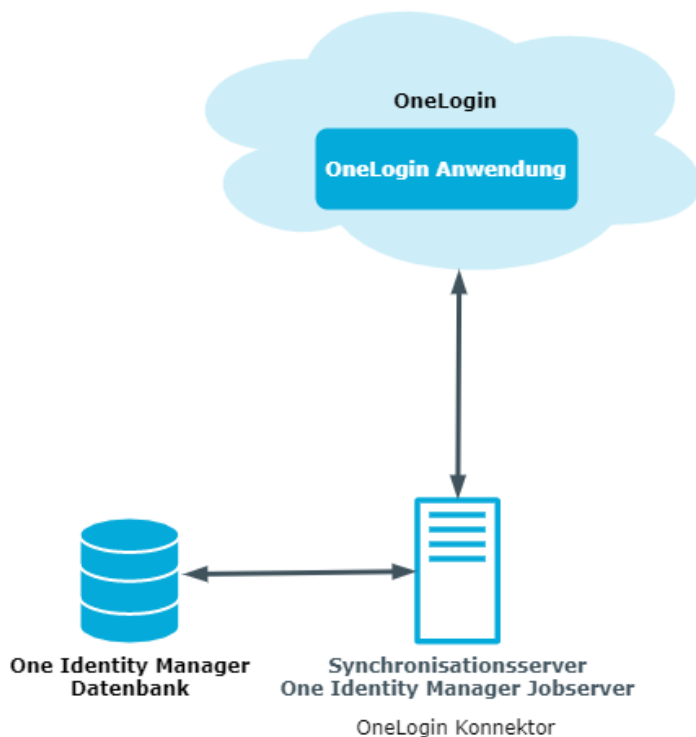 OneLogin
OneLogin Anwendung
One Identity Manager
Datenbank
Synchronisationsserver
One Identity Manager Jobserver
OneLogin Konnektor